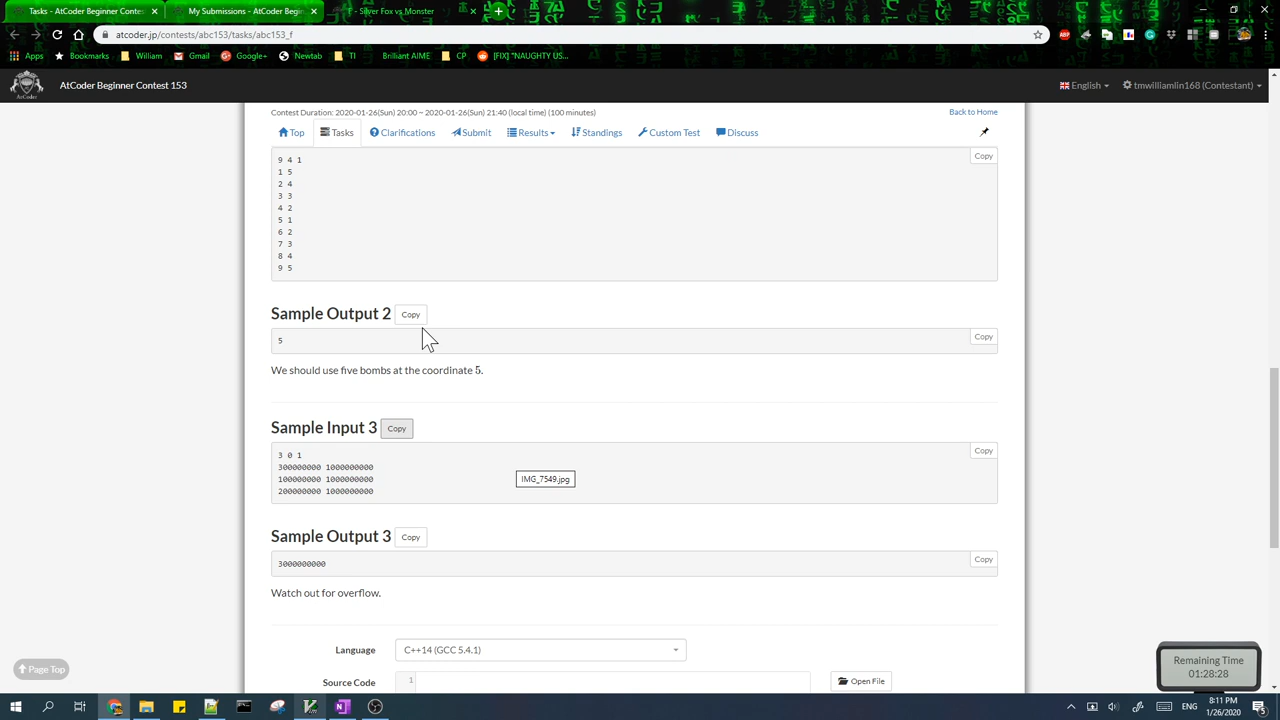 Tasks - AtCoder Beginner Contes
My Submissions - AtCoder Begin
F - Silver Fox vs Monster
atcoder.jp/contests/abc153/tasks/abc153_f
Apps
Bookmarks
William
Gmail
Google+
Newtab
TI
Brilliant AIME
CP
[FIX] "NAUGHTY US...
AtCoder Beginner Contest 153
English
tmwilliamlin168 (Contestant)
Contest Duration: 2020-01-26(Sun) 20:00 ~ 2020-01-26(Sun) 21:40 (local time) (100 minutes)
Back to Home
Top
Tasks
Clarifications
Submit
Results
Standings
Custom Test
Discuss
Copy
9 4 1
1 5
2 4
3 3
4 2
5 1
6 2
7 3
8 4
9 5
Sample Output 2 Copy
5
Copy
We should use five bombs at the coordinate 5.
Sample Input 3 Copy
Copy
3 0 1
300000000 1000000000
100000000 1000000000
200000000 1000000000
IMG_7549.jpg
Sample Output 3 Copy
3000000000
Copy
Watch out for overflow.
Language
C++14 (GCC 5.4.1)
Source Code
1
Open File
Page Top
Remaining Time
01:28:28
ENG
8:11 PM
1/26/2020